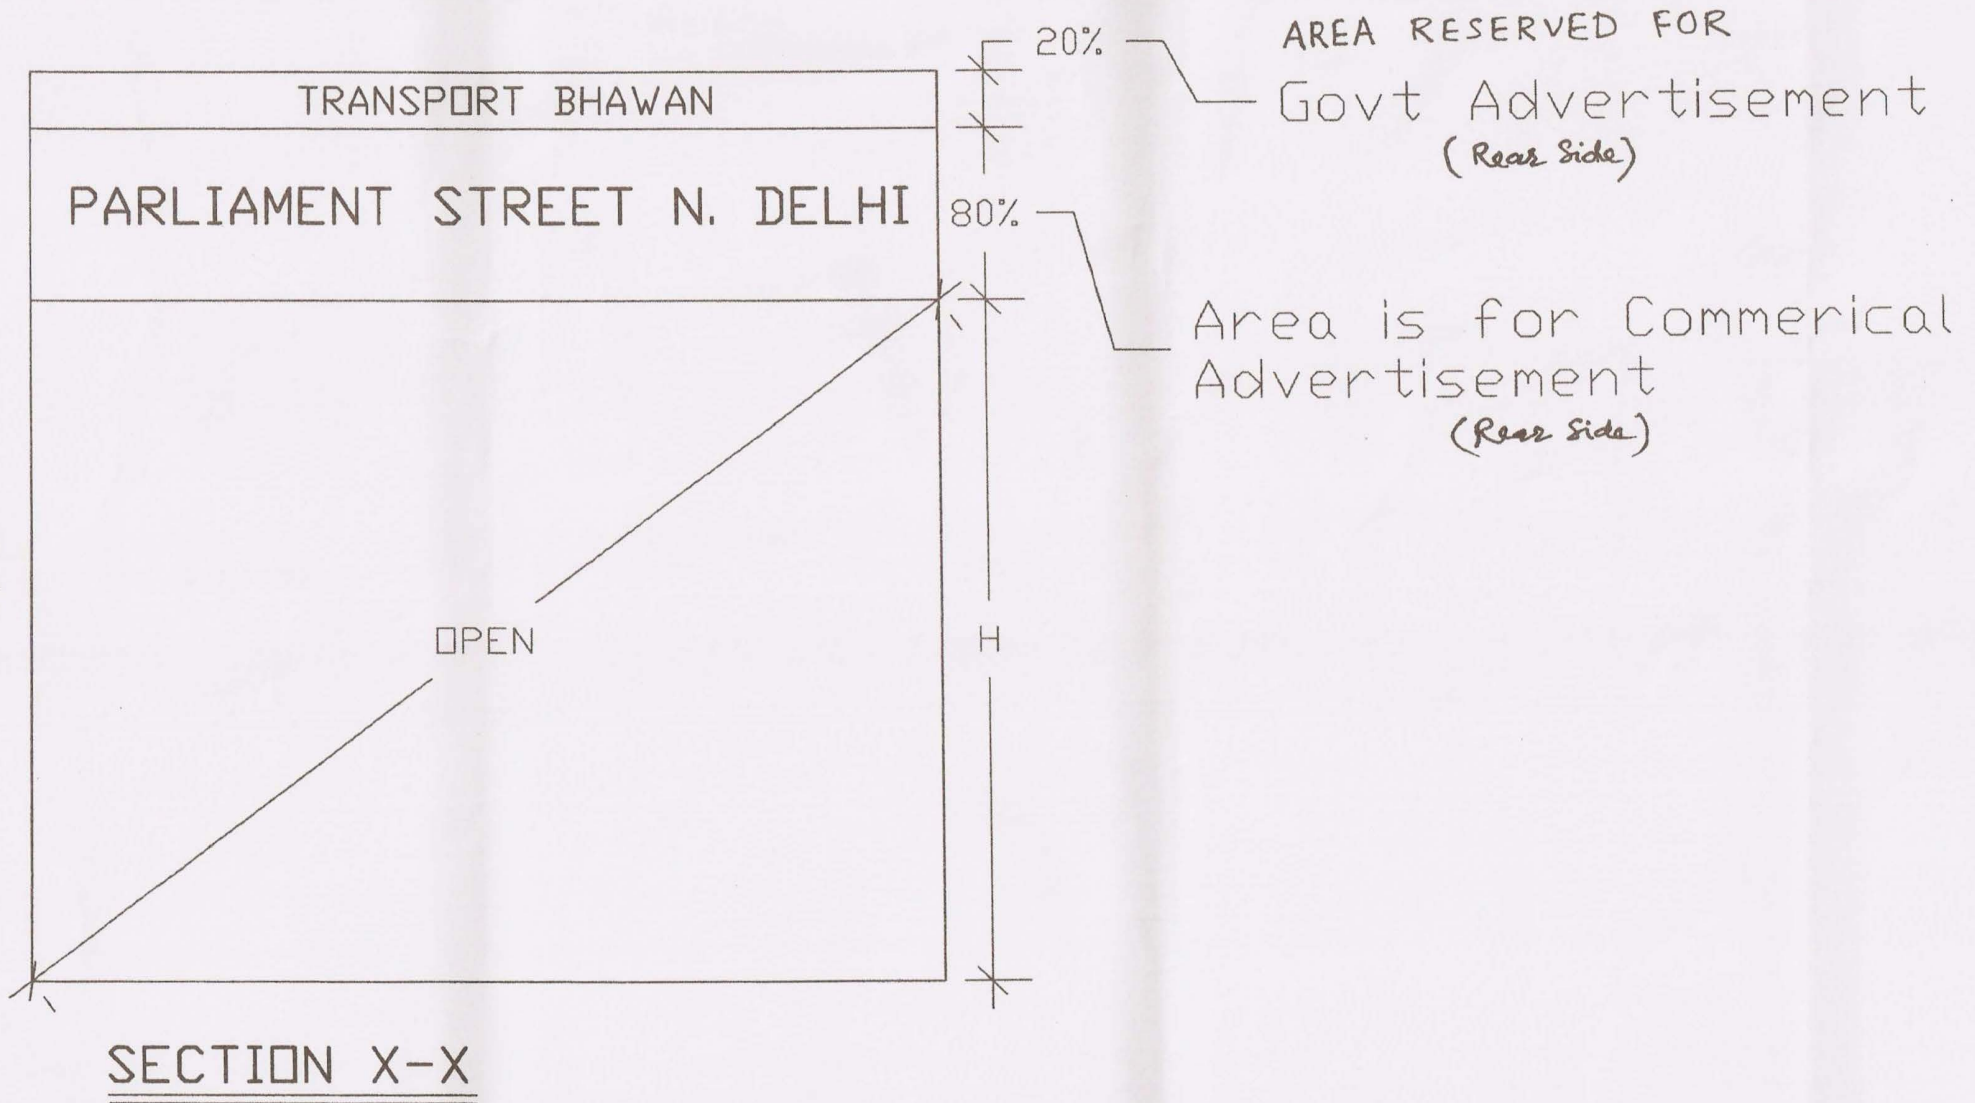 20%
AREA RESERVED FOR
Govt Advertisement
(Rear Side)
TRANSPORT BHAWAN
PARLIAMENT STREET N. DELHI
80%
Area is for Commerical
Advertisement
(Rear Side)
OPEN
H
SECTION X-X